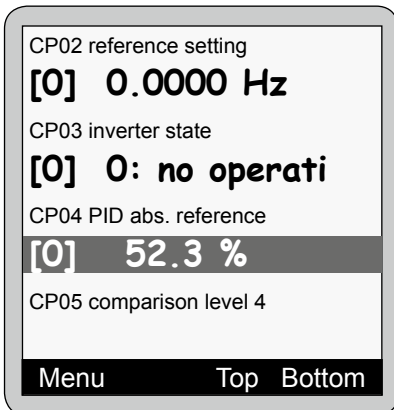 CP02 reference setting
[0] 0.0000 Hz
CP03 inverter state
[0] 0: no operati
CP04 PID abs. reference
[0] 52.3 %
CP05 comparison level 4
Menu Top Bottom